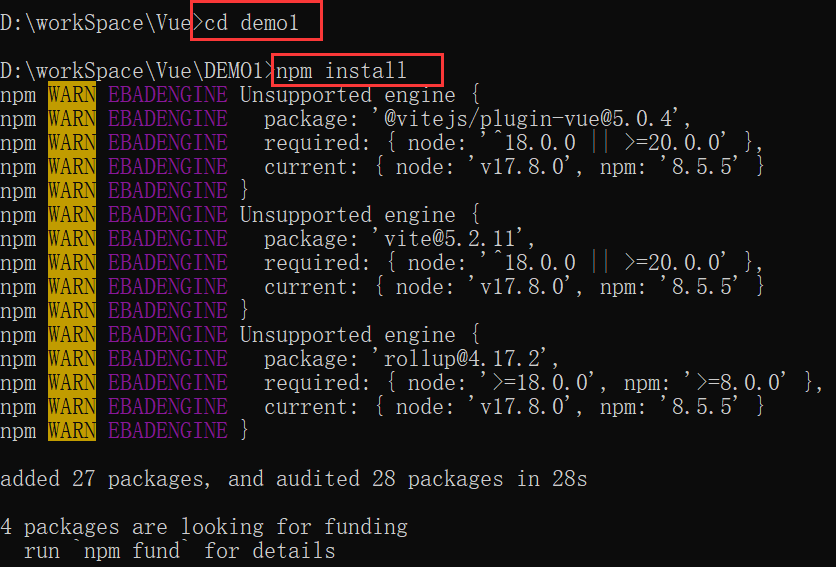 D:\workSpace\Vue>cd demo1
D:\workSpace\Vue\DEMO1>npm install
npm WARN EBADENGINE Unsupported engine {
npm WARN EBADENGINE   package: '@vitejs/plugin-vue@5.0.4',
npm WARN EBADENGINE   required: { node: '^18.0.0 || >=20.0.0' },
npm WARN EBADENGINE   current: { node: 'v17.8.0', npm: '8.5.5' }
npm WARN EBADENGINE }
npm WARN EBADENGINE Unsupported engine {
npm WARN EBADENGINE   package: 'vite@5.2.11',
npm WARN EBADENGINE   required: { node: '^18.0.0 || >=20.0.0' },
npm WARN EBADENGINE   current: { node: 'v17.8.0', npm: '8.5.5' }
npm WARN EBADENGINE }
npm WARN EBADENGINE Unsupported engine {
npm WARN EBADENGINE   package: 'rollup@4.17.2',
npm WARN EBADENGINE   required: { node: '>=18.0.0', npm: '>=8.0.0' },
npm WARN EBADENGINE   current: { node: 'v17.8.0', npm: '8.5.5' }
npm WARN EBADENGINE }
added 27 packages, and audited 28 packages in 28s
4 packages are looking for funding
  run `npm fund` for details